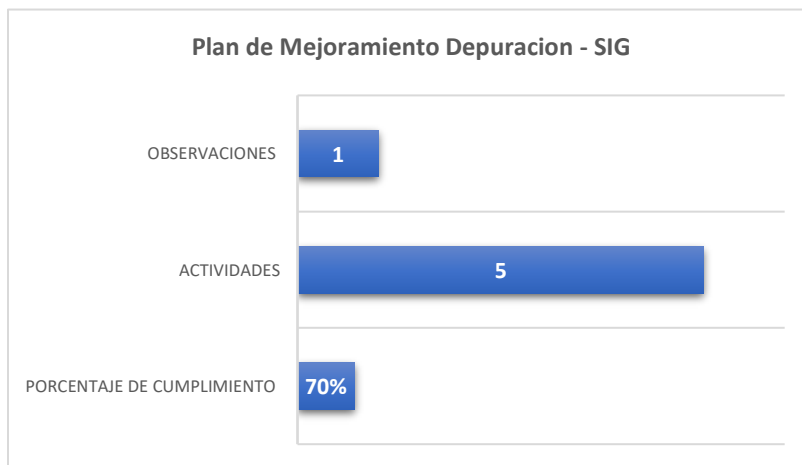 Plan de Mejoramiento Depuracion - SIG
OBSERVACIONES
1
ACTIVIDADES
5
PORCENTAJE DE CUMPLIMIENTO
70%